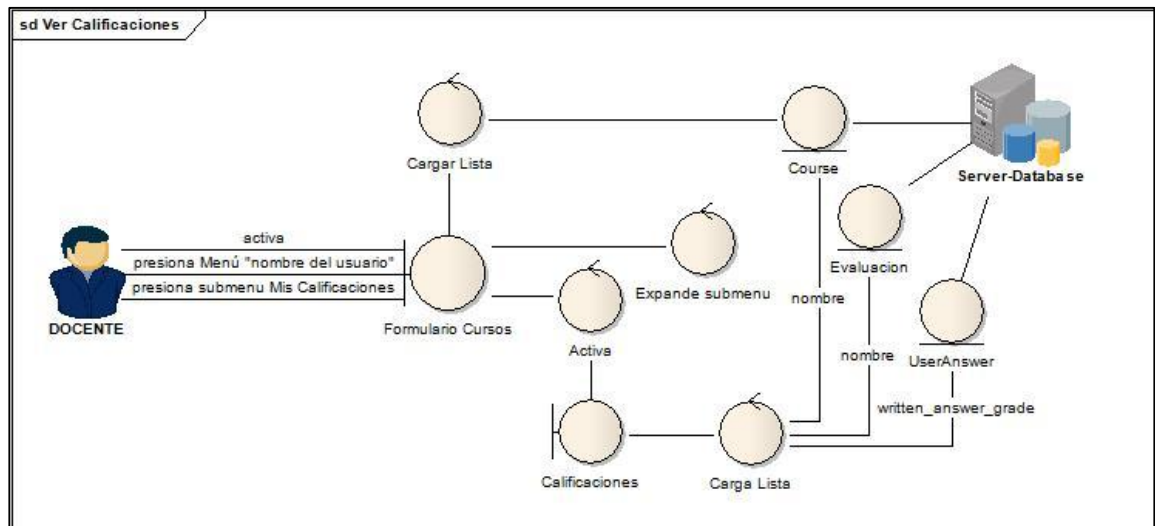 sd Ver Calificaciones
Cargar Lista
Course
Server-Database
activa
presiona Menú "nombre del usuario"
presiona submenu Mis Calificaciones
DOCENTE
Formulario Cursos
Expande submenu
Evaluacion
nombre
Activa
nombre
UserAnswer
written_answer_grade
Calificaciones
Carga Lista